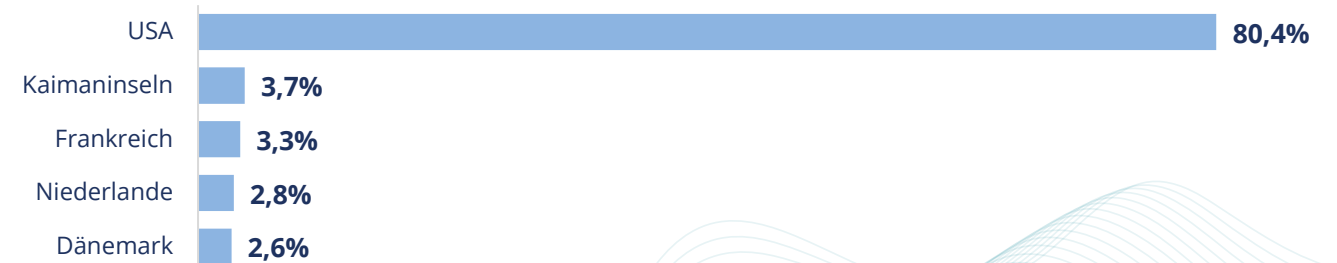 USA 80,4%
Kaimaninseln 3,7%
Frankreich 3,3%
Niederlande 2,8%
Dänemark 2,6%